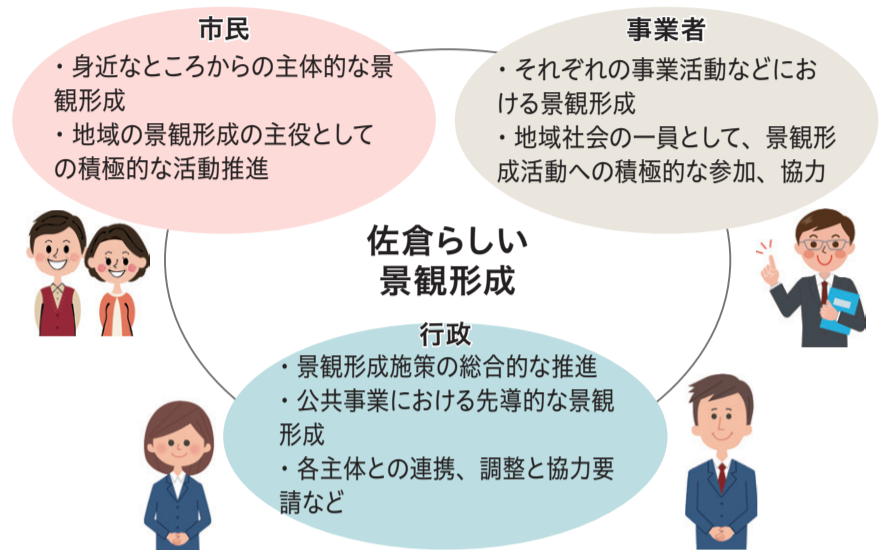 市民
・身近なところからの主体的な景
観形成
・地域の景観形成の主役として
の積極的な活動推進
事業者
・それぞれの事業活動などにお
ける景観形成
・地域社会の一員として、景観形
成活動への積極的な参加、協力
佐倉らしい
景観形成
行政
・景観形成施策の総合的な推進
・公共事業における先導的な景観
形成
・各主体との連携、調整と協力要
請など